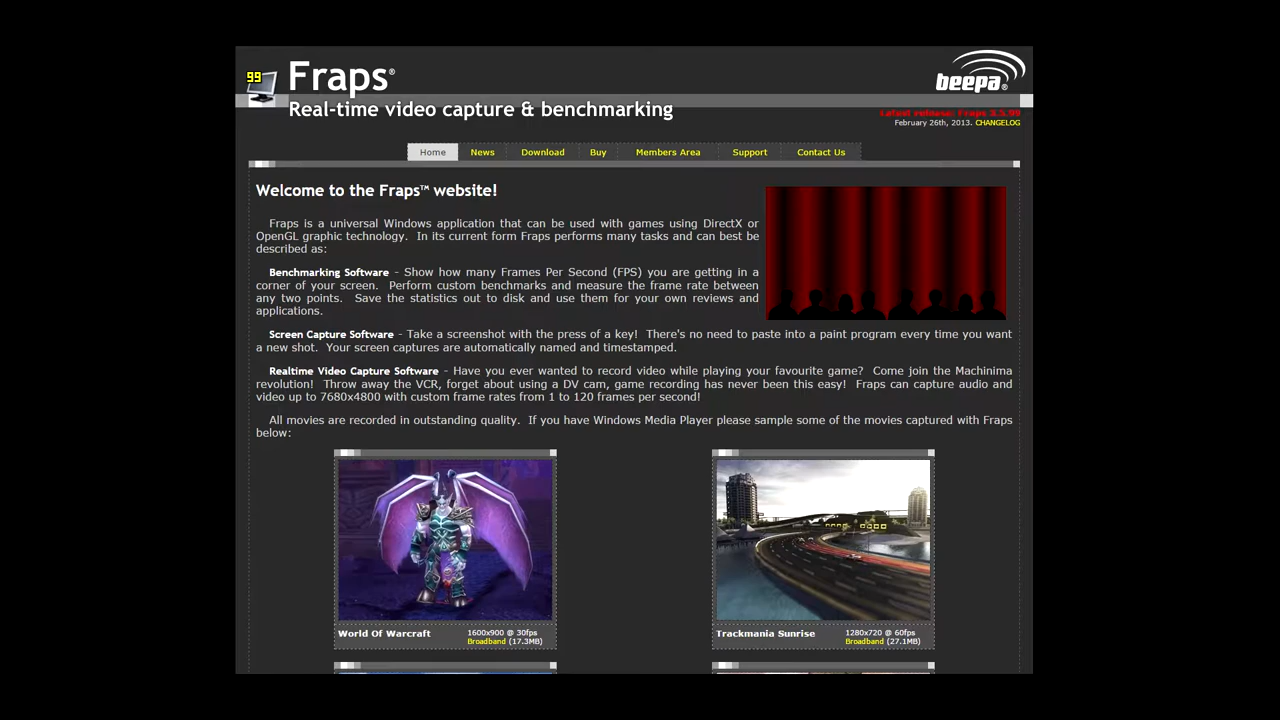 99
Fraps®
beepa®
Real-time video capture & benchmarking
Latest release: Fraps 3.5.99
February 26th, 2013. CHANGELOG
Home News Download Buy Members Area Support Contact Us
Welcome to the Fraps™ website!
Fraps is a universal Windows application that can be used with games using DirectX or
OpenGL graphic technology. In its current form Fraps performs many tasks and can best be
described as:
Benchmarking Software - Show how many Frames Per Second (FPS) you are getting in a
corner of your screen. Perform custom benchmarks and measure the frame rate between
any two points. Save the statistics out to disk and use them for your own reviews and
applications.
Screen Capture Software - Take a screenshot with the press of a key! There's no need to paste into a paint program every time you want
a new shot. Your screen captures are automatically named and timestamped.
Realtime Video Capture Software - Have you ever wanted to record video while playing your favourite game? Come join the Machinima
revolution! Throw away the VCR, forget about using a DV cam, game recording has never been this easy! Fraps can capture audio and
video up to 7680x4800 with custom frame rates from 1 to 120 frames per second!
All movies are recorded in outstanding quality. If you have Windows Media Player please sample some of the movies captured with Fraps
below:
World Of Warcraft 1600x900 @ 30fps
Broadband (17.3MB)
Trackmania Sunrise 1280x720 @ 60fps
Broadband (27.1MB)